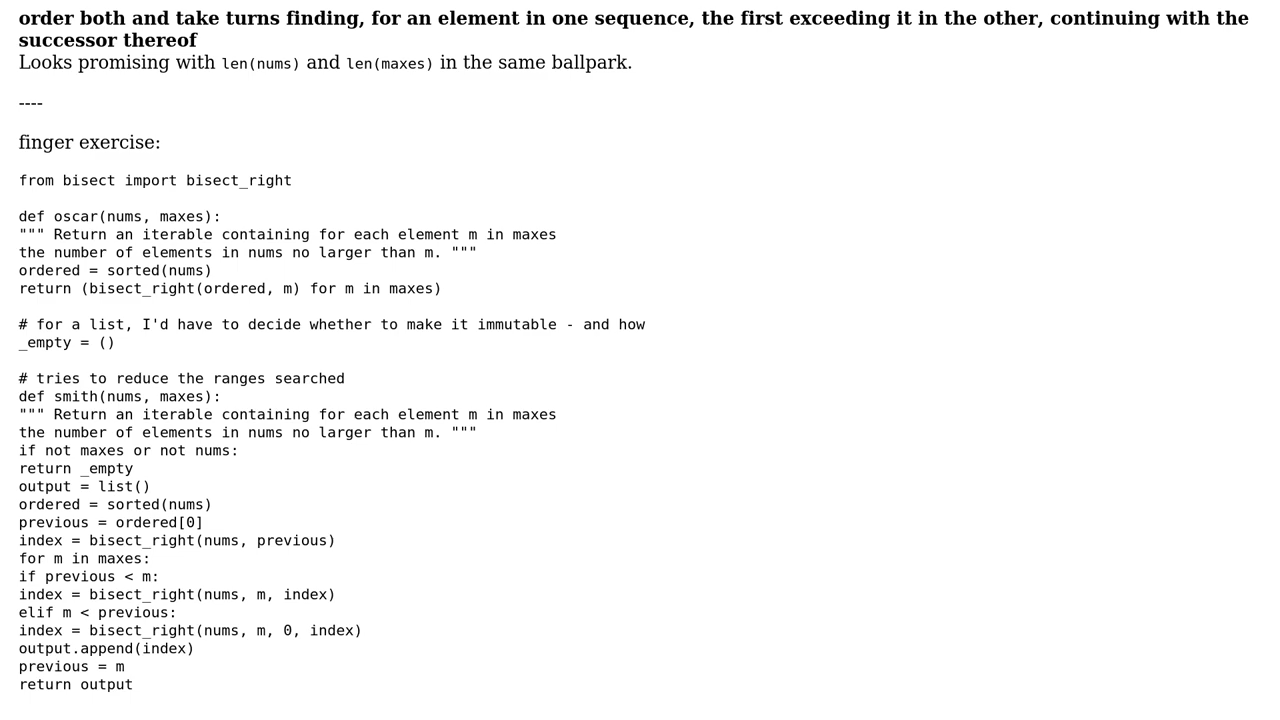 order both and take turns finding, for an element in one sequence, the first exceeding it in the other, continuing with the
successor thereof
Looks promising with len(nums) and len(maxes) in the same ballpark.
----
finger exercise:
from bisect import bisect_right
def oscar(nums, maxes):
""" Return an iterable containing for each element m in maxes
the number of elements in nums no larger than m. """
ordered = sorted(nums)
return (bisect_right(ordered, m) for m in maxes)
# for a list, I'd have to decide whether to make it immutable - and how
_empty = ()
# tries to reduce the ranges searched
def smith(nums, maxes):
""" Return an iterable containing for each element m in maxes
the number of elements in nums no larger than m. """
if not maxes or not nums:
return _empty
output = list()
ordered = sorted(nums)
previous = ordered[0]
index = bisect_right(nums, previous)
for m in maxes:
if previous < m:
index = bisect_right(nums, m, index)
elif m < previous:
index = bisect_right(nums, m, 0, index)
output.append(index)
previous = m
return output